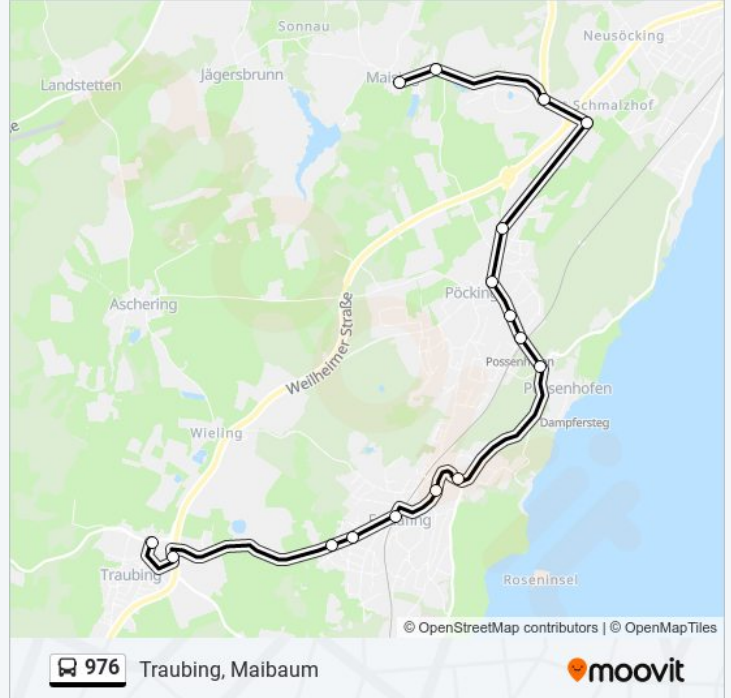 Sonnau
Neusöcking
Landstetten
Jägersbrunn
Schmalzhof
Aschering
Pöcking
Weilheimer Straße
Dampfersteg
Wieling
Traubing
Roseninsel
© OpenStreetMap contributors | © OpenMapTiles
976 Traubing, Maibaum
moovit